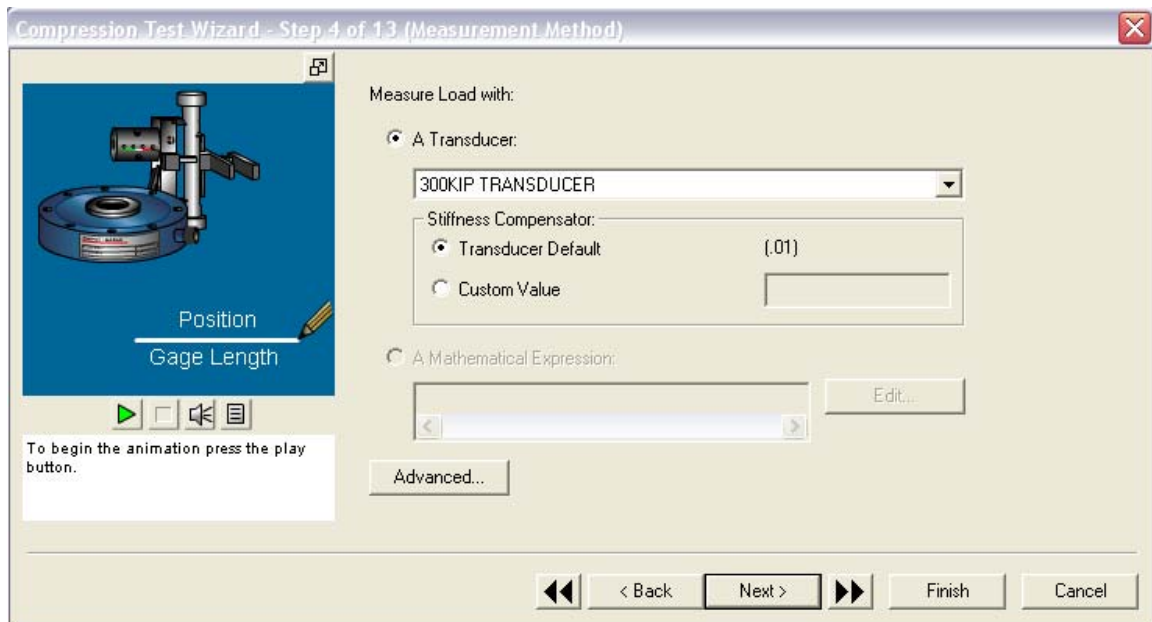 Compression Test Wizard - Step 4 of 13 (Measurement Method)
Position
Gage Length
To begin the animation press the play
button.
Measure Load with:
A Transducer:
300KIP TRANSDUCER
Stiffness Compensator:
Transducer Default (.01)
Custom Value
A Mathematical Expression:
Edit...
Advanced...
< Back Next > Finish Cancel